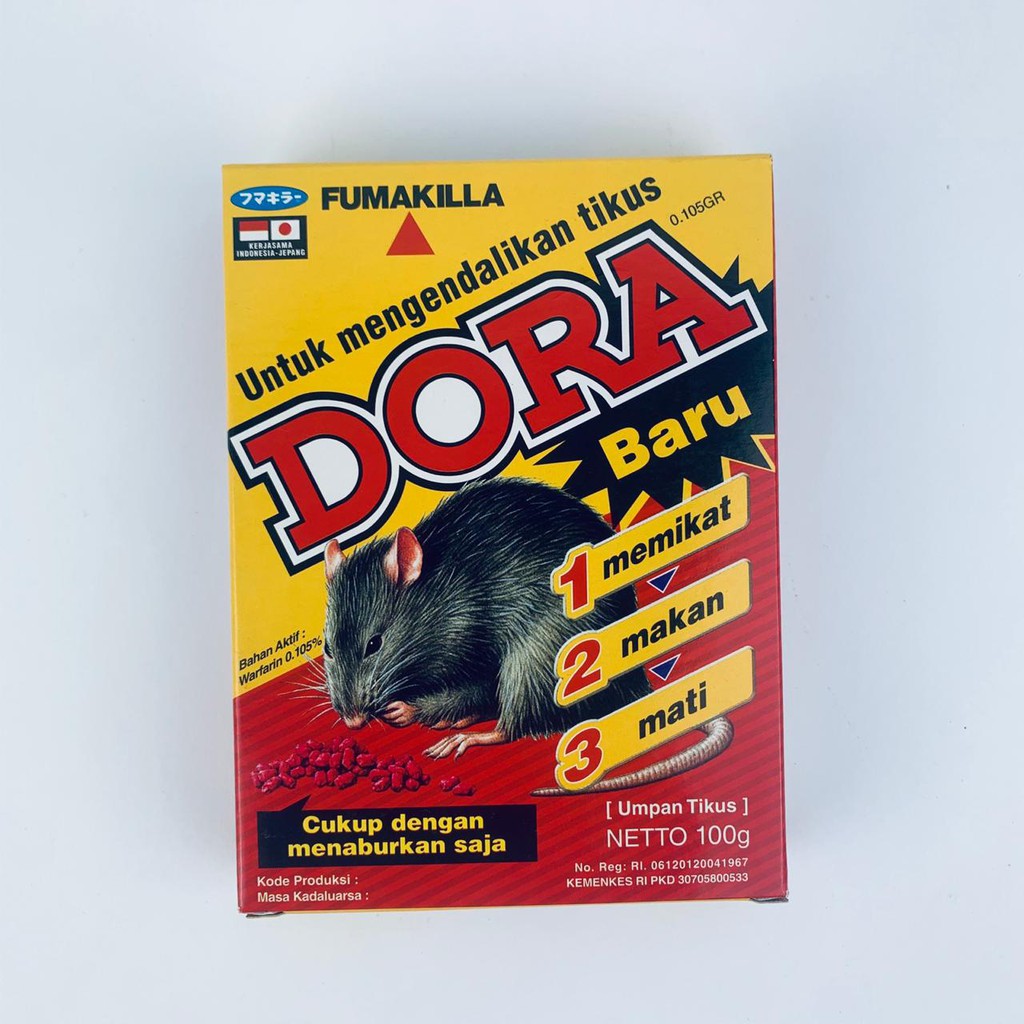 フマキラー
FUMAKILLA
KERJASAMA
INDONESIA-JEPANG
Untuk mengendalikan tikus
0.105GR
DORA
Baru
1 memikat
2 makan
3 mati
Bahan Aktif :
Warfarin 0.105%
Cukup dengan
menaburkan saja
[ Umpan Tikus ]
NETTO 100g
No. Reg: RI. 06120120041967
KEMENKES RI PKD 30705800533
Kode Produksi :
Masa Kadaluarsa :